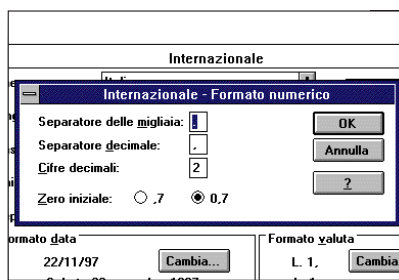 Internazionale
Internazionale - Formato numerico
Separatore delle migliaia: .
OK
Separatore decimale: ,
Annulla
Cifre decimali: 2
?
Zero iniziale: ,7 0,7
ormato data
Formato valuta
22/11/97 Cambia...
L. 1, Cambia